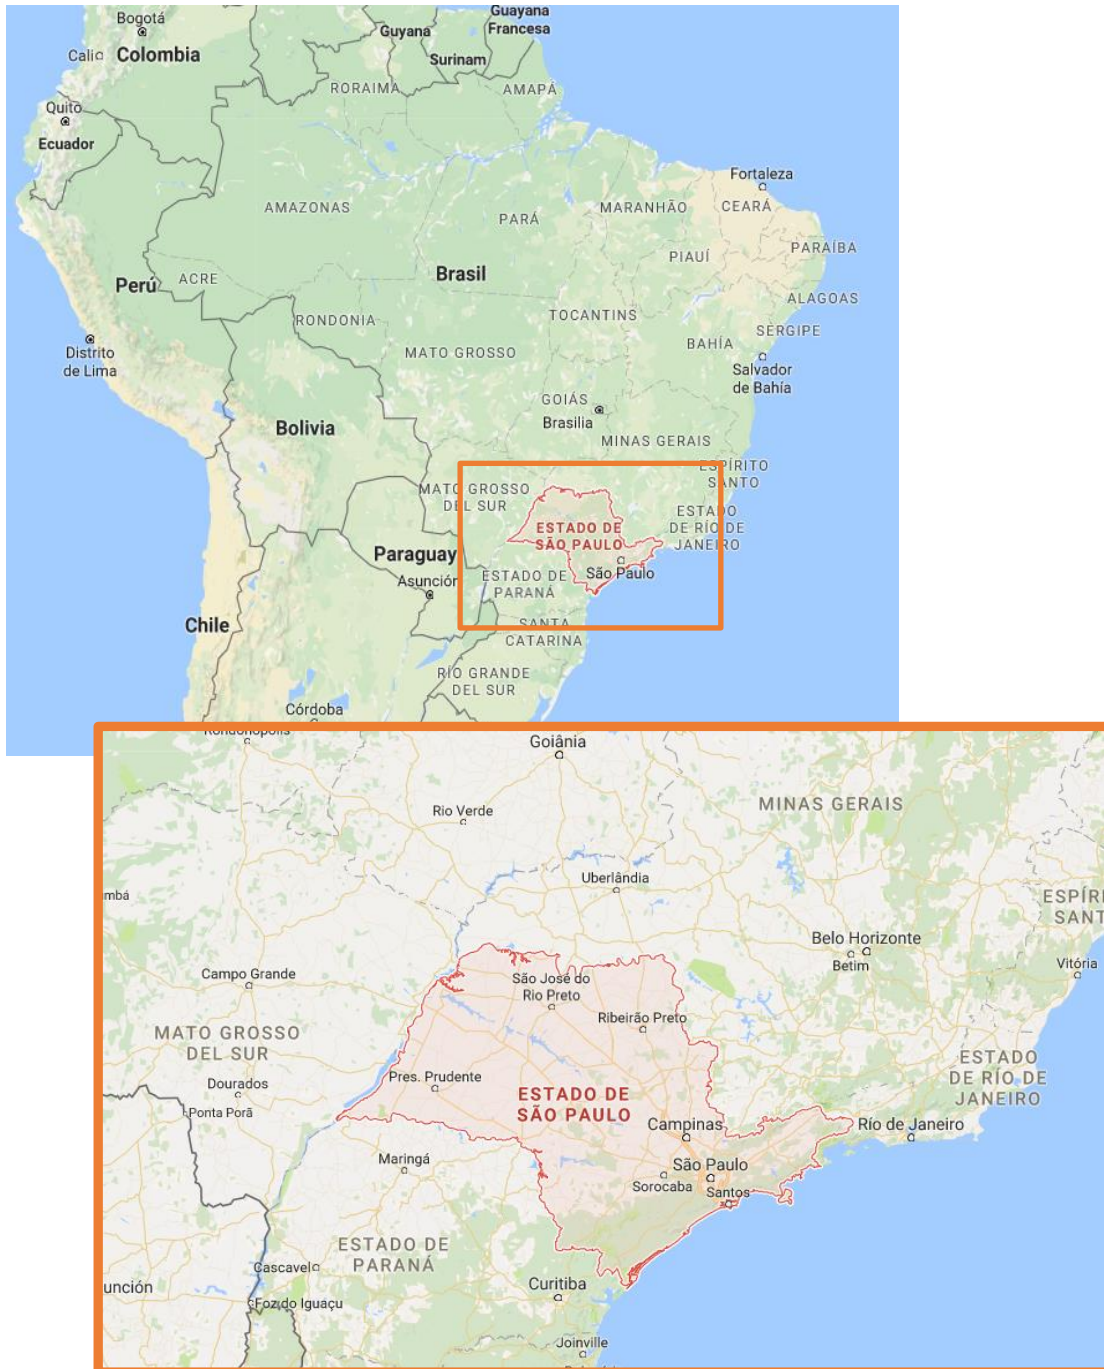 Bogotá
Guayana
Francesa
Guyana
Cali
Colombia
Surinam
RORAIMA
AMAPÁ
Quito
Ecuador
Fortaleza
AMAZONAS
PARÁ
MARANHÃO
CEARÁ
PIAUÍ
PARAÍBA
Perú
ACRE
Brasil
ALAGOAS
RONDONIA
TOCANTINS
SERGIPE
Distrito
de Lima
MATO GROSSO
BAHÍA
Salvador
de Bahía
GOIÁS
Brasilia
Bolivia
MINAS GERAIS
ESPÍRITO
SANTO
MATO GROSSO
DEL SUR
ESTADO
DE RÍO DE
JANEIRO
ESTADO DE
SÃO PAULO
Paraguay
São Paulo
Asunción
ESTADO DE
PARANÁ
Chile
SANTA
CATARINA
RÍO GRANDE
DEL SUR
Córdoba
Rondonópolis
Goiânia
Rio Verde
MINAS GERAIS
Uberlândia
mbá
ESPÍRI
SANT
Belo Horizonte
Betim
Vitória
Campo Grande
São José do
Rio Preto
Ribeirão Preto
MATO GROSSO
DEL SUR
Dourados
Pres. Prudente
ESTADO
DE RÍO DE
JANEIRO
ESTADO DE
SÃO PAULO
Ponta Porã
Campinas
Río de Janeiro
Maringá
São Paulo
Sorocaba
Santos
ESTADO DE
PARANÁ
Cascavel
unción
Curitiba
Foz do Iguaçu
Joinville